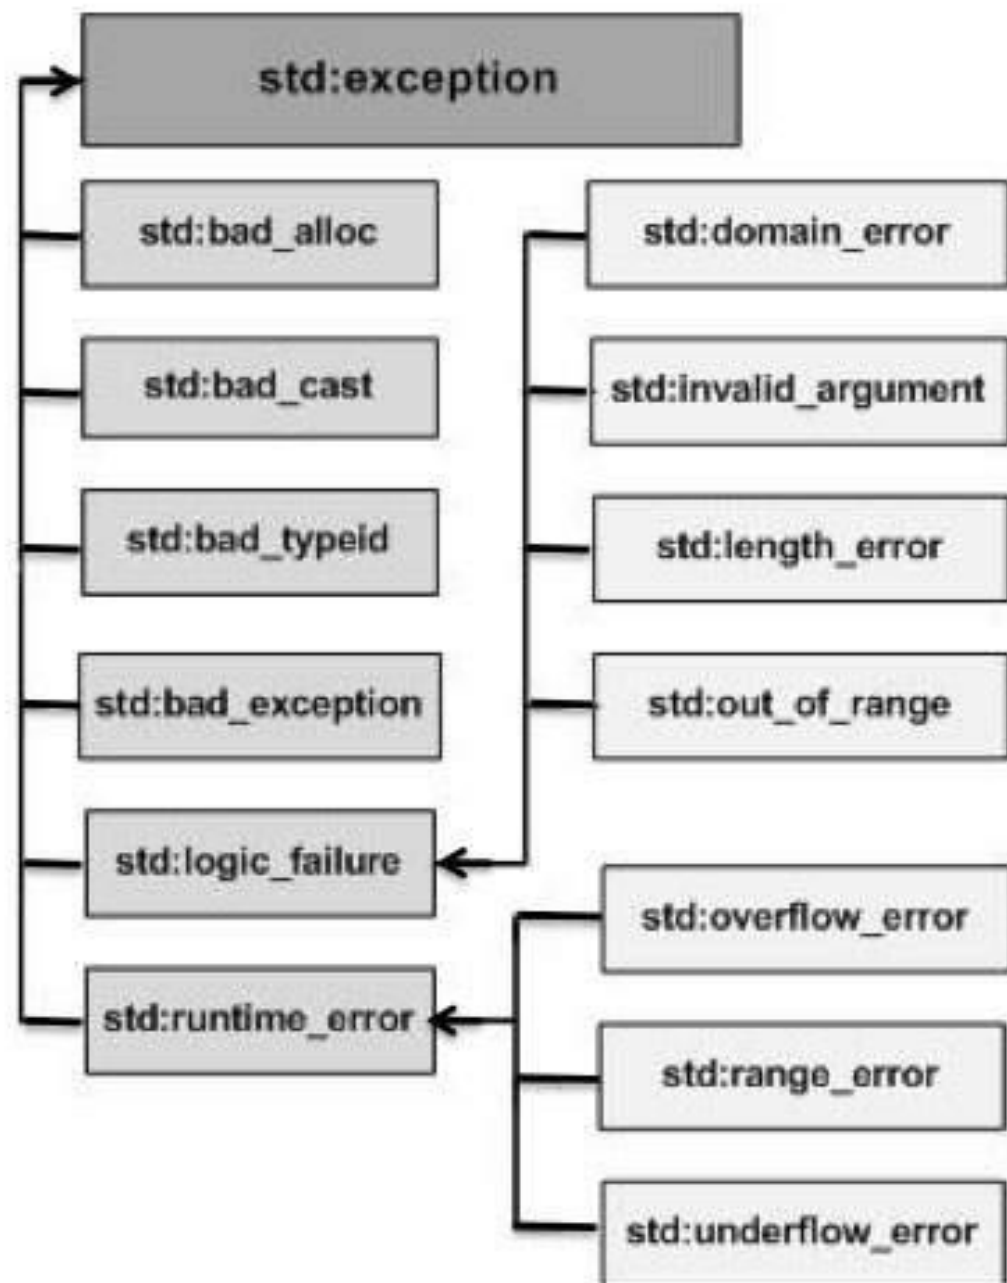 std:exception
std:bad_alloc
std:bad_cast
std:bad_typeid
std:bad_exception
std:logic_failure
std:runtime_error
std:domain_error
std:invalid_argument
std:length_error
std:out_of_range
std:overflow_error
std:range_error
std:underflow_error